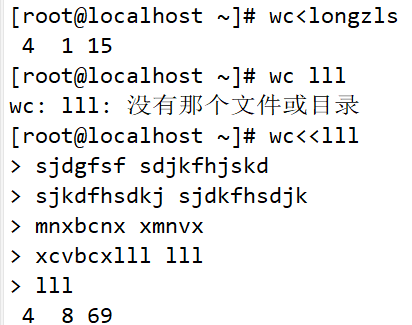 [root@localhost ~]# wc<longzls
 4  1 15
[root@localhost ~]# wc lll
wc: lll: 没有那个文件或目录
[root@localhost ~]# wc<<lll
> sjdgfsf sdjkfhjskd
> sjkdfhsdkj sjdkfhsdjk
> mnxbcnx xmnvx
> xcvbcxlll lll
> lll
 4  8 69